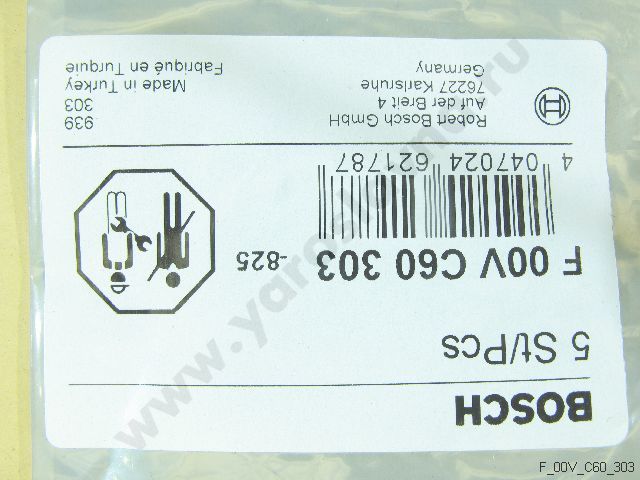 BOSCH
5 St/Pcs
F 00V C60 303
-825
4 047024 621787
Robert Bosch GmbH
Auf der Breit 4
76227 Karlsruhe
Germany
939
303
Made in Turkey
Fabriqué en Turquie
F_00V_C60_303